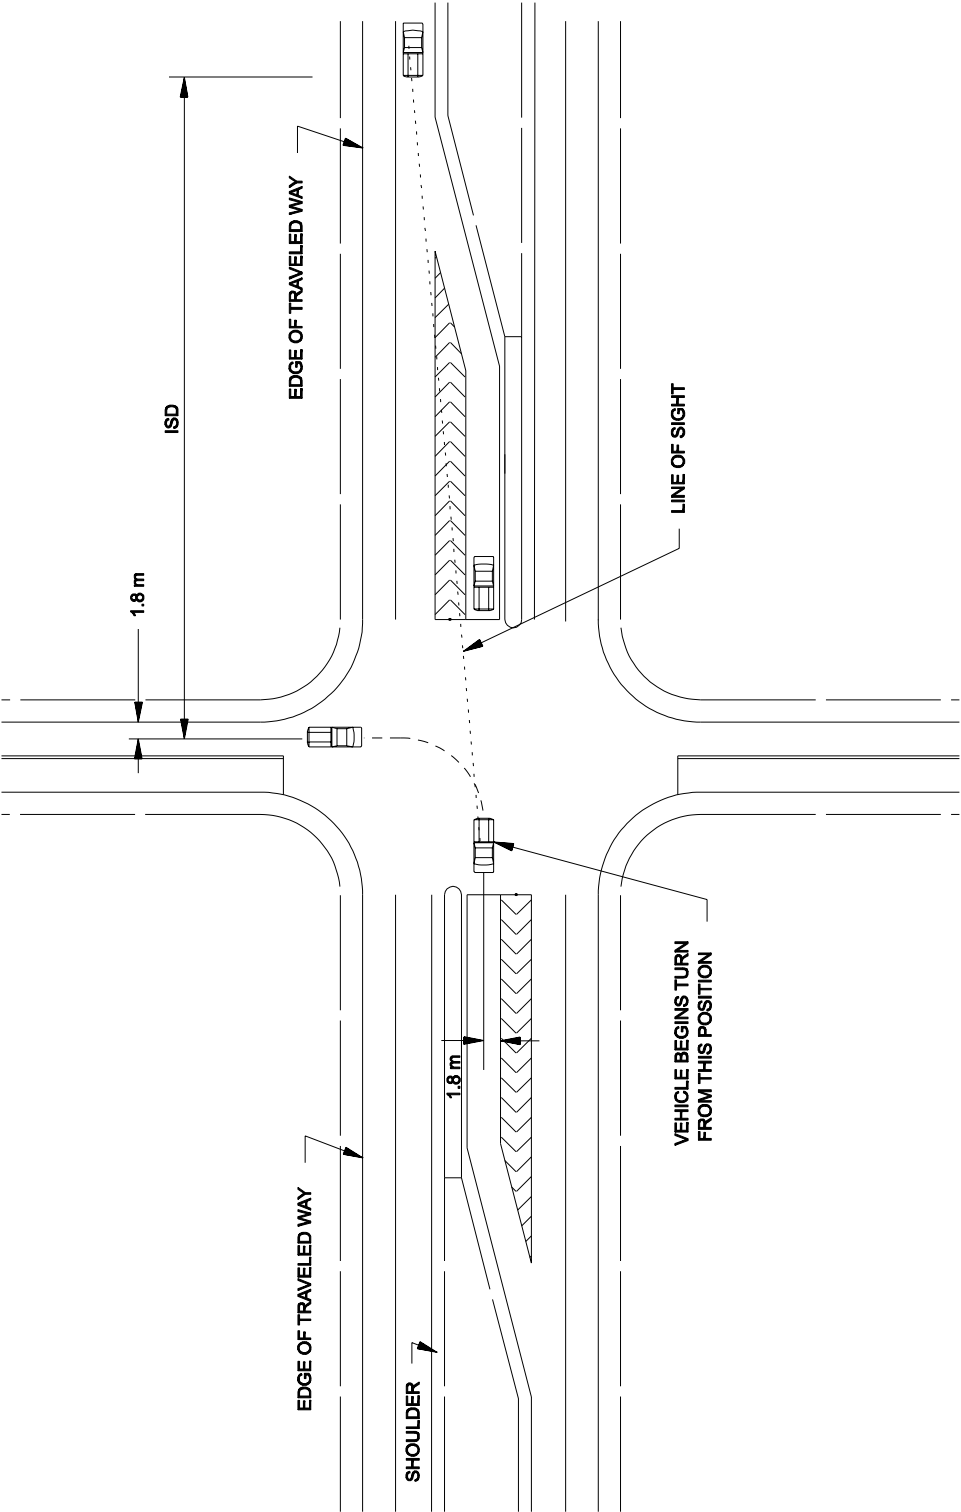 EDGE OF TRAVELED WAY
ISD
1.8 m
LINE OF SIGHT
VEHICLE BEGINS TURN
FROM THIS POSITION
1.8 m
EDGE OF TRAVELED WAY
SHOULDER